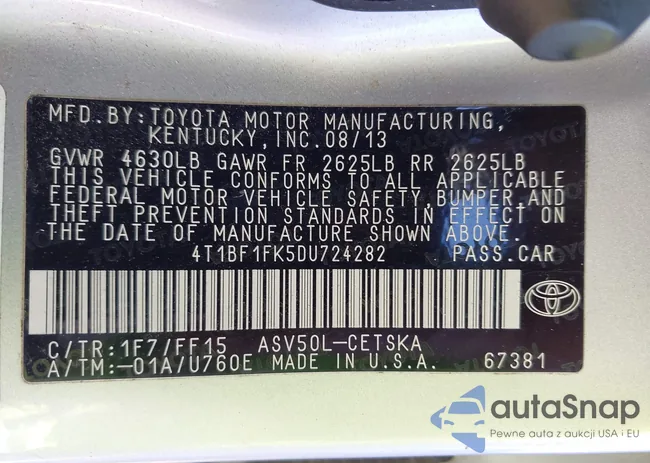 MFD.BY:TOYOTA MOTOR MANUFACTURING,
KENTUCKY,INC.08/13
GVWR 4630LB GAWR FR 2625LB RR 2625LB
THIS VEHICLE CONFORMS TO ALL APPLICABLE
FEDERAL MOTOR VEHICLE SAFETY,BUMPER,AND
THEFT PREVENTION STANDARDS IN EFFECT ON
THE DATE OF MANUFACTURE SHOWN ABOVE.
4T1BF1FK5DU724282 PASS.CAR
C/TR:1F7/FF15 ASV50L-CETSKA
A/TM:-01A/U760E MADE IN U.S.A. 67381
autaSnap
Pewne auta z aukcji USA i EU